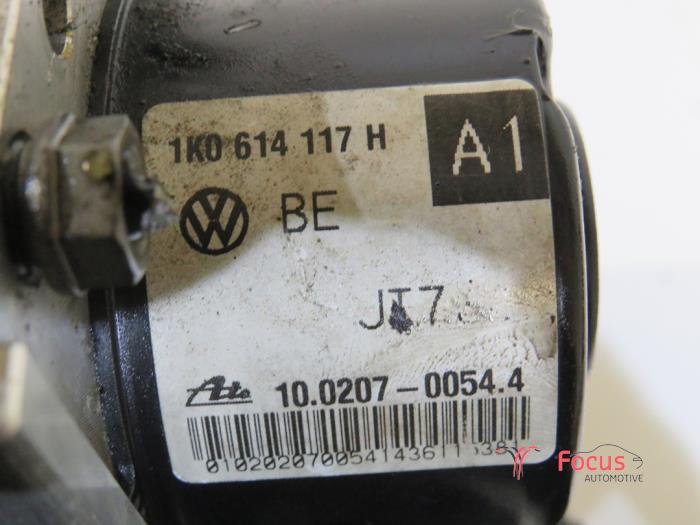 1K0 614 117 H
A1
BE
JT7
Ate
10.0207-0054.4
Focus
AUTOMOTIVE